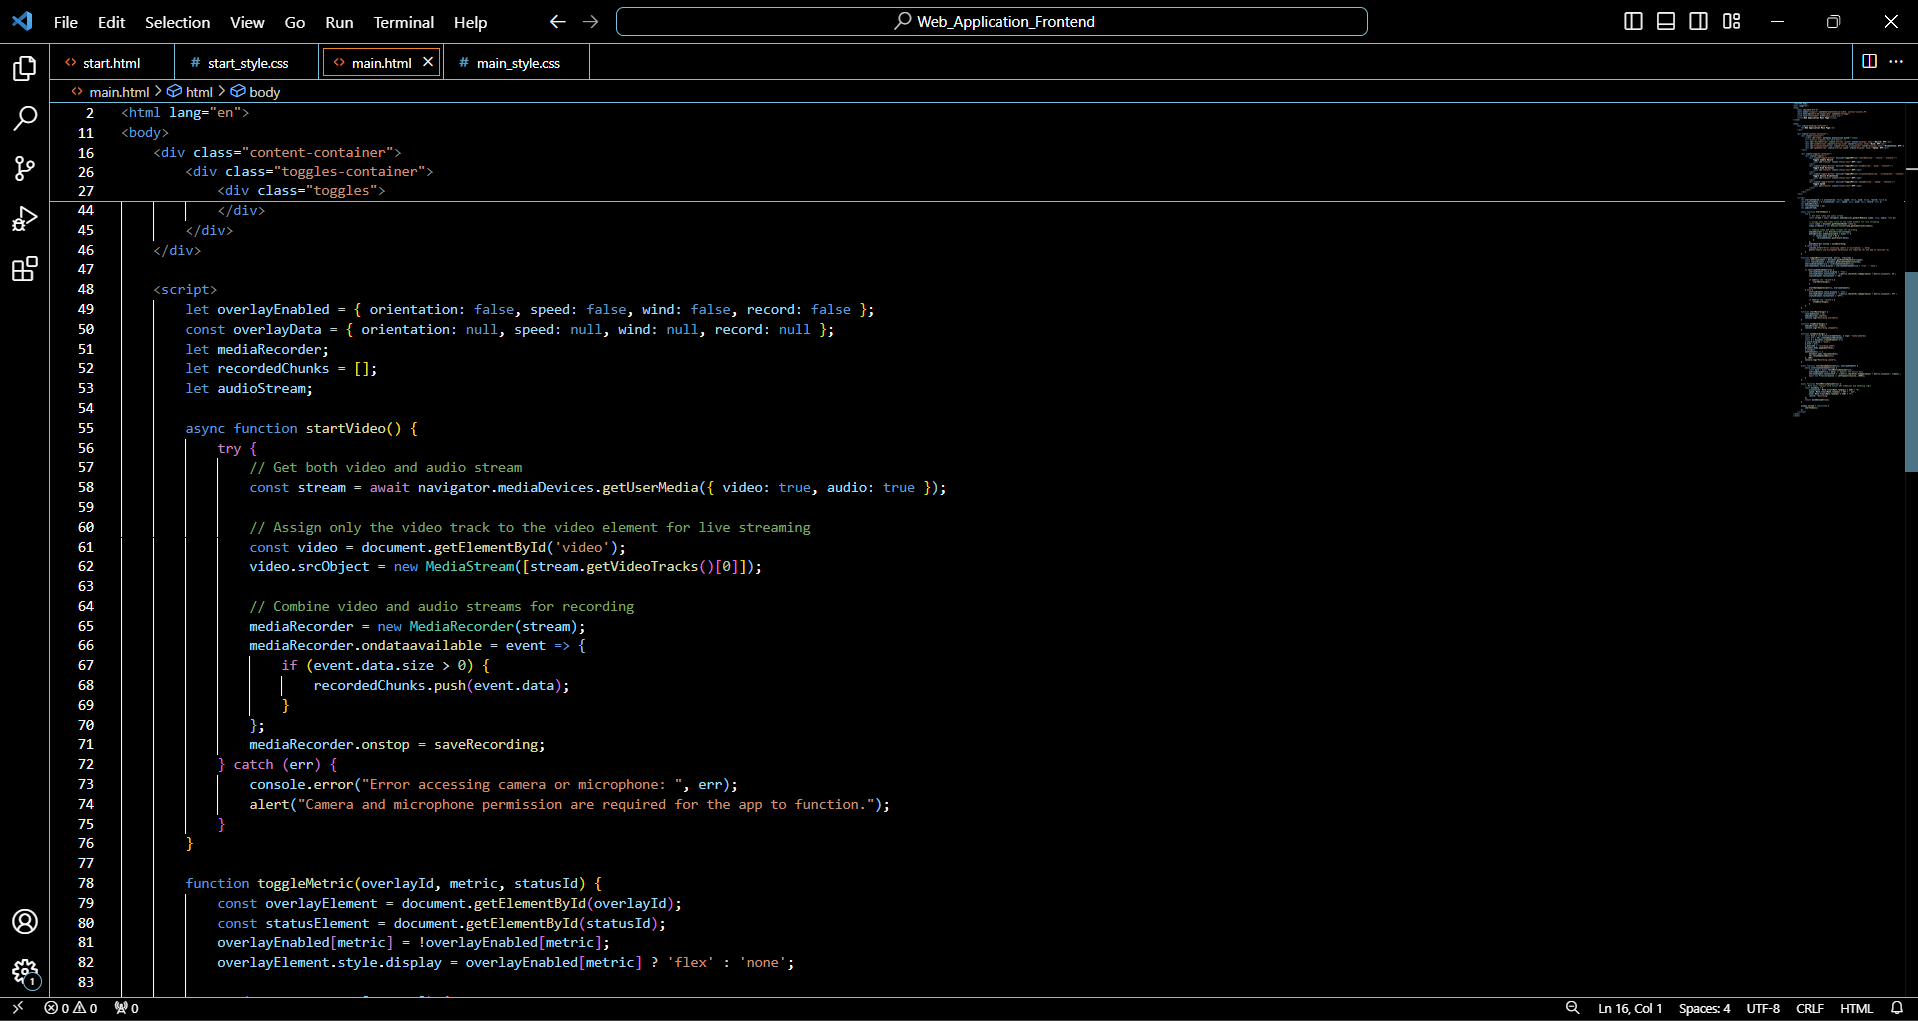 File Edit Selection View Go Run Terminal Help
Web_Application_Frontend
start.html
start_style.css
main.html
main_style.css
main.html > html > body
2 <html lang="en">
11 <body>
16 <div class="content-container">
26 <div class="toggles-container">
27 <div class="toggles">
44 </div>
45 </div>
46 </div>
47
48 <script>
49 let overlayEnabled = { orientation: false, speed: false, wind: false, record: false };
50 const overlayData = { orientation: null, speed: null, wind: null, record: null };
51 let mediaRecorder;
52 let recordedChunks = [];
53 let audioStream;
54
55 async function startVideo() {
56 try {
57 // Get both video and audio stream
58 const stream = await navigator.mediaDevices.getUserMedia({ video: true, audio: true });
59
60 // Assign only the video track to the video element for live streaming
61 const video = document.getElementById('video');
62 video.srcObject = new MediaStream([stream.getVideoTracks()[0]]);
63
64 // Combine video and audio streams for recording
65 mediaRecorder = new MediaRecorder(stream);
66 mediaRecorder.ondataavailable = event => {
67 if (event.data.size > 0) {
68 recordedChunks.push(event.data);
69 }
70 };
71 mediaRecorder.onstop = saveRecording;
72 } catch (err) {
73 console.error("Error accessing camera or microphone: ", err);
74 alert("Camera and microphone permission are required for the app to function.");
75 }
76 }
77
78 function toggleMetric(overlayId, metric, statusId) {
79 const overlayElement = document.getElementById(overlayId);
80 const statusElement = document.getElementById(statusId);
81 overlayEnabled[metric] = !overlayEnabled[metric];
82 overlayElement.style.display = overlayEnabled[metric] ? 'flex' : 'none';
83
1
0 0 0 Ln 16, Col 1 Spaces: 4 UTF-8 CRLF HTML